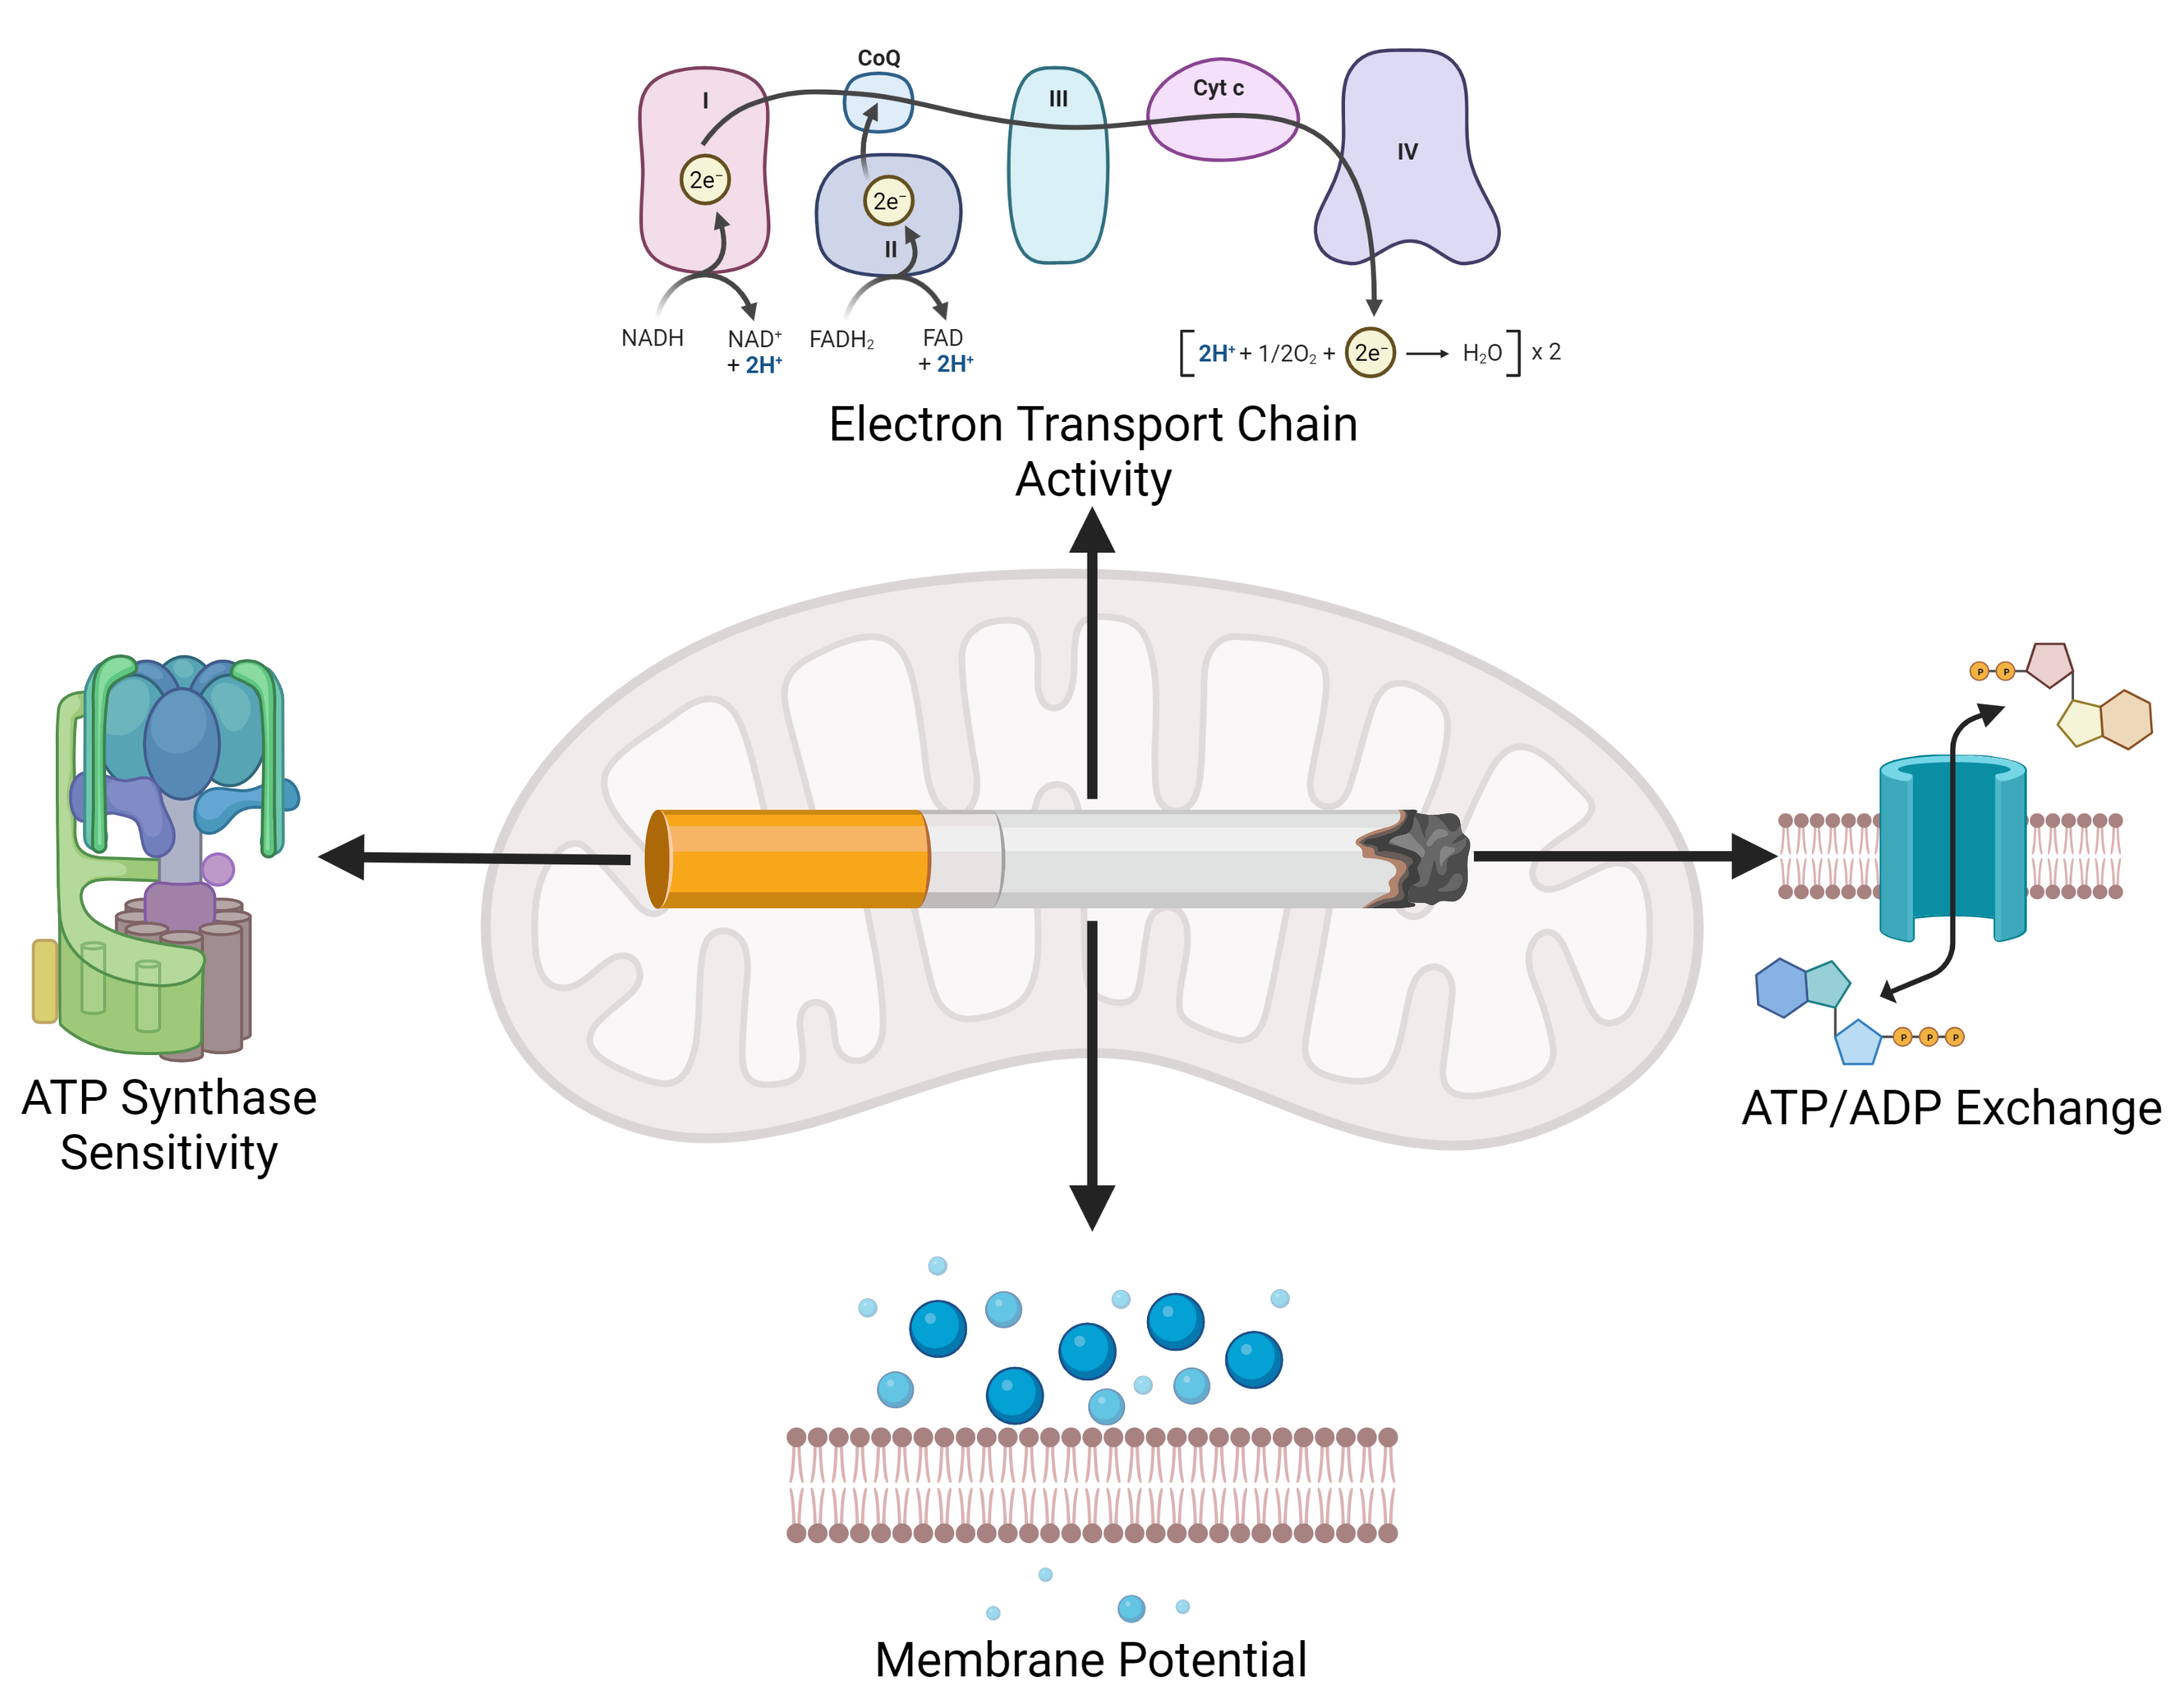 CoQ
I
III
Cyt c
IV
2e⁻
2e⁻
II
NADH
NAD⁺
+ 2H⁺
FADH₂
FAD
+ 2H⁺
[2H⁺ + 1/2O₂ + 2e⁻ → H₂O] x 2
Electron Transport Chain
Activity
P P
P P P
ATP Synthase
Sensitivity
ATP/ADP Exchange
Membrane Potential